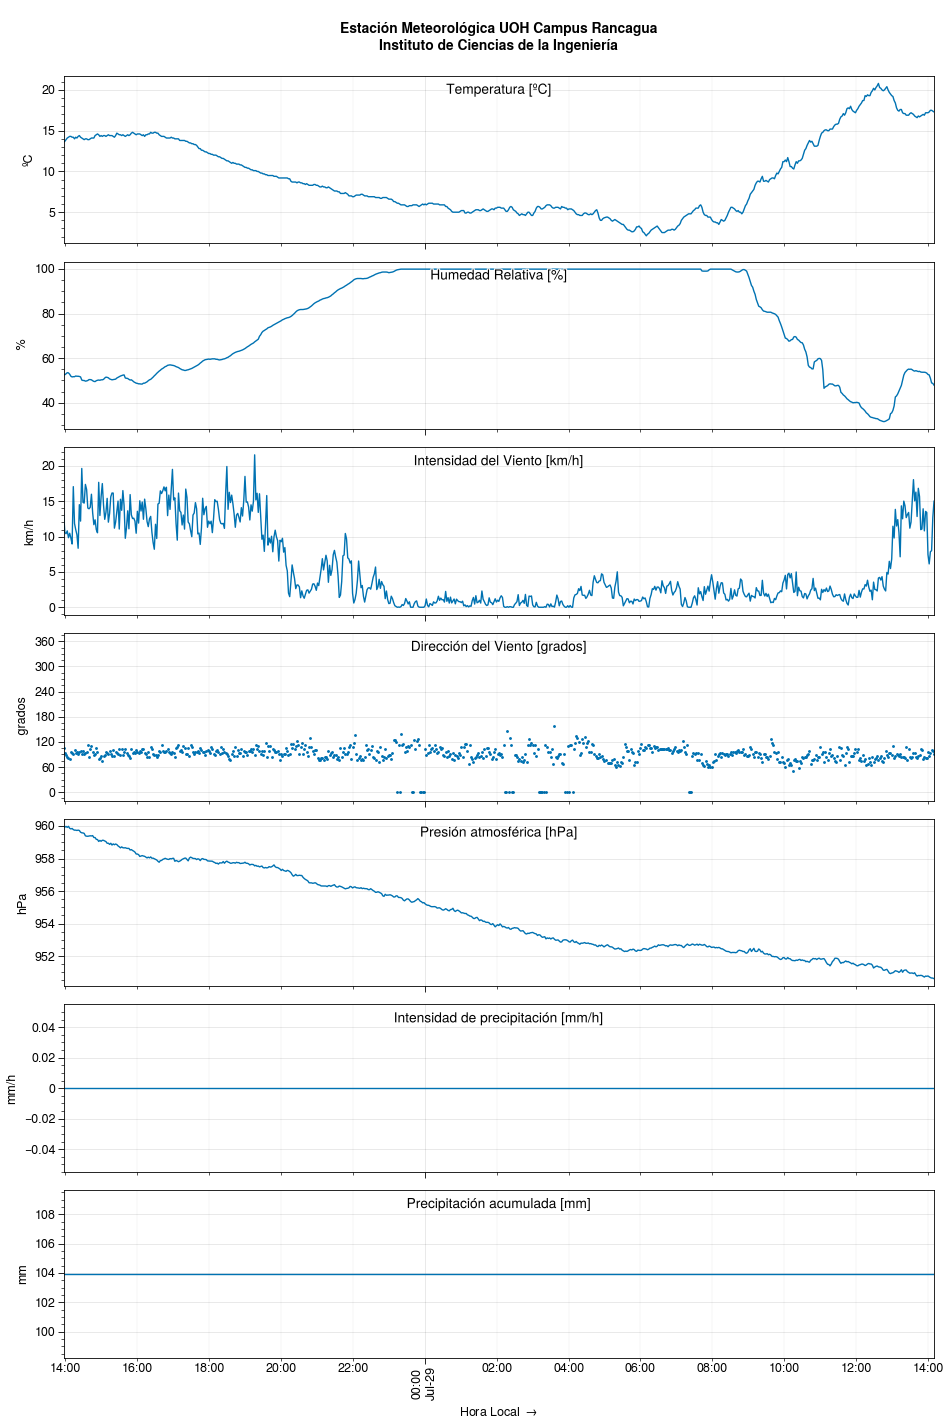 Estación Meteorológica UOH Campus Rancagua
Instituto de Ciencias de la Ingeniería
Temperatura [ºC]
ºC
20
15
10
5
Humedad Relativa [%]
%
100
80
60
40
Intensidad del Viento [km/h]
km/h
20
15
10
5
0
Dirección del Viento [grados]
grados
360
300
240
180
120
60
0
Presión atmosférica [hPa]
hPa
960
958
956
954
952
Intensidad de precipitación [mm/h]
mm/h
0.04
0.02
0
−0.02
−0.04
Precipitación acumulada [mm]
mm
108
106
104
102
100
14:00 16:00 18:00 20:00 22:00 00:00 02:00 04:00 06:00 08:00 10:00 12:00 14:00
Jul-29
Hora Local →